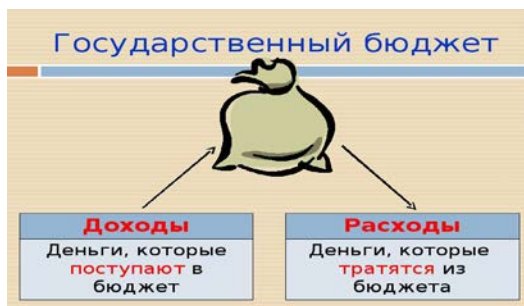 Государственный бюджет
Доходы
Деньги, которые
поступают в
бюджет
Расходы
Деньги, которые
тратятся из
бюджета